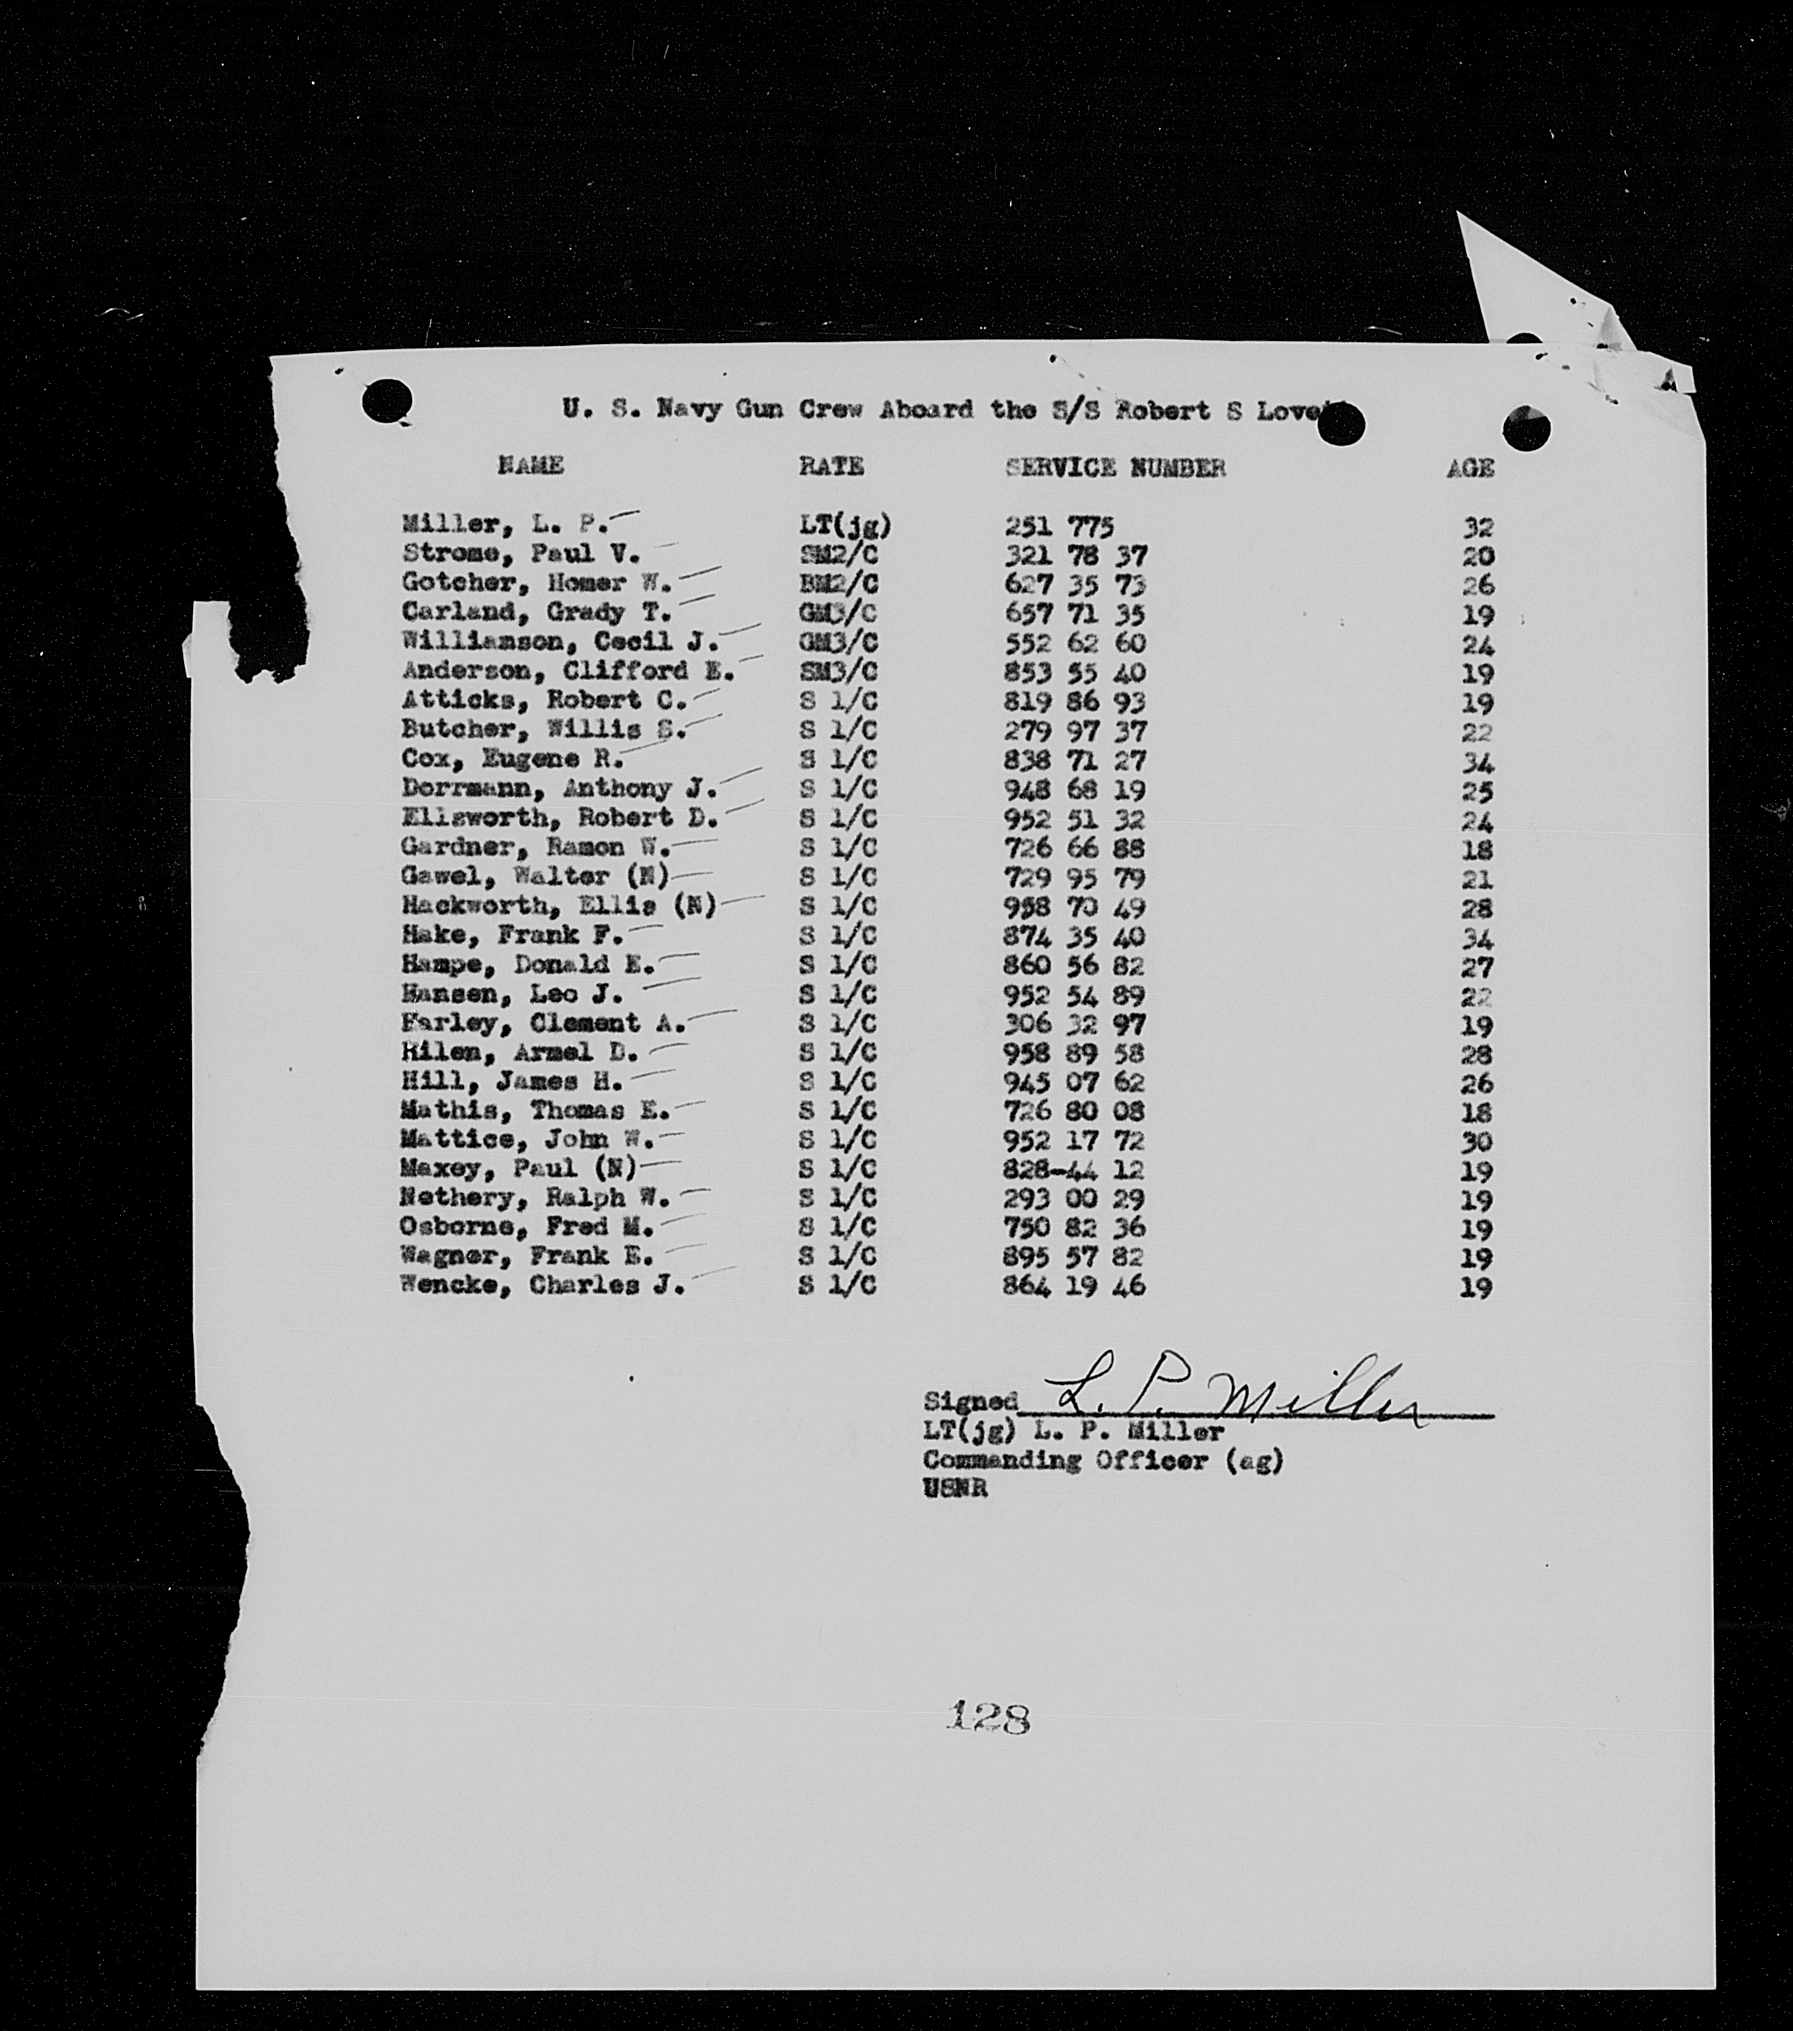 U. S. Navy Gun Crew Aboard the S/S Robert S
NAME RATE SERVICE NUMBER AGE
Miller, L. P. LT(jg) 251 775 32
Strome, Paul V. SM2/C 321 78 37 20
Gotcher, Homer W. BM2/C 627 35 73 26
Carland, Grady T. GM3/C 657 71 35 19
Williamson, Cecil J. GM3/C 552 62 60 24
Anderson, Clifford E. SM3/C 853 55 40 19
Atticks, Robert C. S 1/C 819 86 93 19
Butcher, Willis S. S 1/C 279 97 37 22
Cox, Eugene R. S 1/C 838 71 27 34
Dorrmann, Anthony J. S 1/C 948 68 19 25
Ellsworth, Robert D. S 1/C 952 51 32 24
Gardner, Ramon W. S 1/C 726 66 88 18
Gawel, Walter (N) S 1/C 729 95 79 21
Hackworth, Ellis (N) S 1/C 958 70 49 28
Hake, Frank F. S 1/C 874 35 40 34
Hampe, Donald E. S 1/C 860 56 82 27
Hansen, Leo J. S 1/C 952 54 89 22
Harley, Clement A. S 1/C 306 32 97 19
Hilen, Armel D. S 1/C 958 89 58 28
Hill, James H. S 1/C 945 07 62 26
Mathis, Thomas E. S 1/C 726 80 08 18
Mattice, John W. S 1/C 952 17 72 30
Maxey, Paul (N) S 1/C 828-44 12 19
Nethery, Ralph W. S 1/C 293 00 29 19
Osborne, Fred M. S 1/C 750 82 36 19
Wagner, Frank E. S 1/C 895 57 82 19
Wencke, Charles J. S 1/C 864 19 46 19
Signed L. P. Miller
LT(jg) L. P. Miller
Commanding Officer (ag)
USNR
128